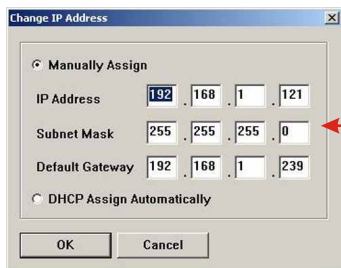 Change IP Address
Manually Assign
IP Address 192 . 168 . 1 . 121
Subnet Mask 255 . 255 . 255 . 0
Default Gateway 192 . 168 . 1 . 239
DHCP Assign Automatically
OK Cancel